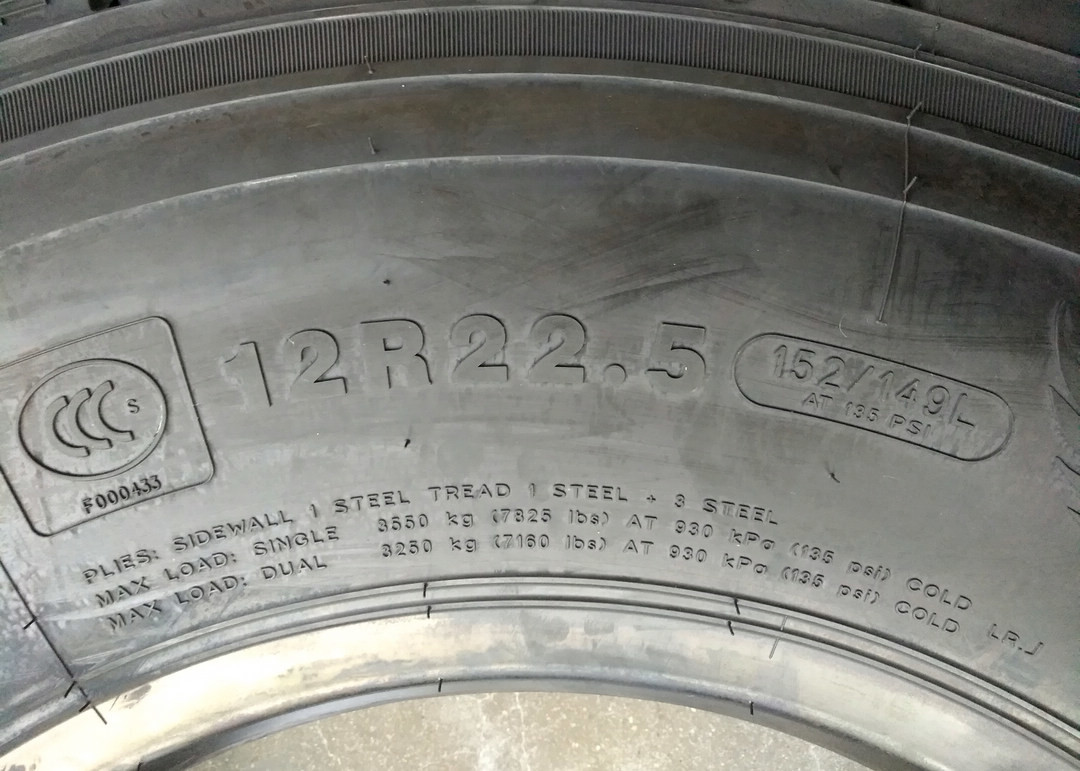 CCC S
F000433
12R22.5
152/149L
AT 135 PSI
PLIES: SIDEWALL 1 STEEL TREAD 1 STEEL + 3 STEEL
MAX LOAD: SINGLE 3550 kg (7825 lbs) AT 930 kPa (135 psi) COLD
MAX LOAD: DUAL 3250 kg (7160 lbs) AT 930 kPa (135 psi) COLD LR.J